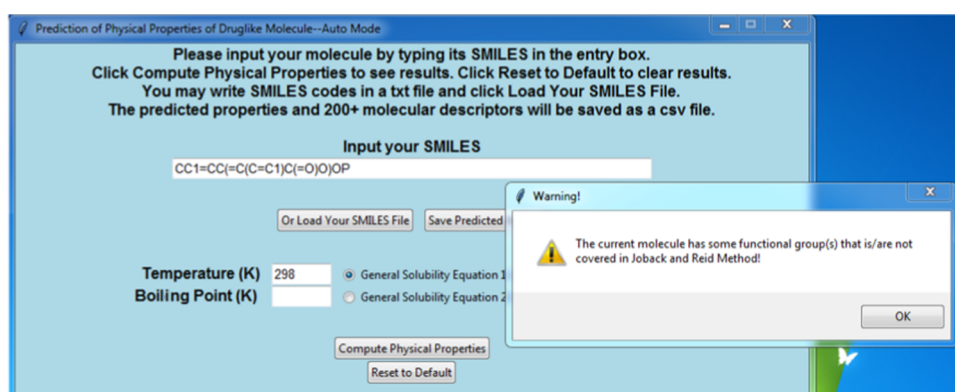 Prediction of Physical Properties of Druglike Molecule--Auto Mode
Please input your molecule by typing its SMILES in the entry box.
Click Compute Physical Properties to see results. Click Reset to Default to clear results.
You may write SMILES codes in a txt file and click Load Your SMILES File.
The predicted properties and 200+ molecular descriptors will be saved as a csv file.
Input your SMILES
CC1=CC(=C(C=C1)C(=O)O)OP
Or Load Your SMILES File
Save Predicted
Temperature (K) 298
General Solubility Equation 1
Boiling Point (K)
General Solubility Equation 2
Compute Physical Properties
Reset to Default
Warning!
The current molecule has some functional group(s) that is/are not
covered in Joback and Reid Method!
OK